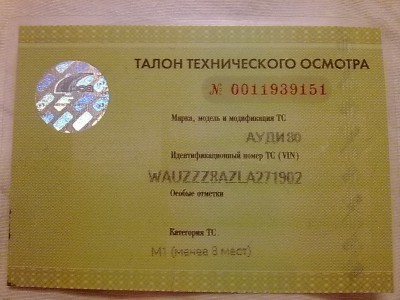 ТАЛОН ТЕХНИЧЕСКОГО ОСМОТРА
№ 0011939151
Марка, модель и модификация ТС
АУДИ 80
Идентификационный номер ТС (VIN)
WAUZZZ8AZLA271902
Особые отметки
Категория ТС
М1 (менее 8 мест)